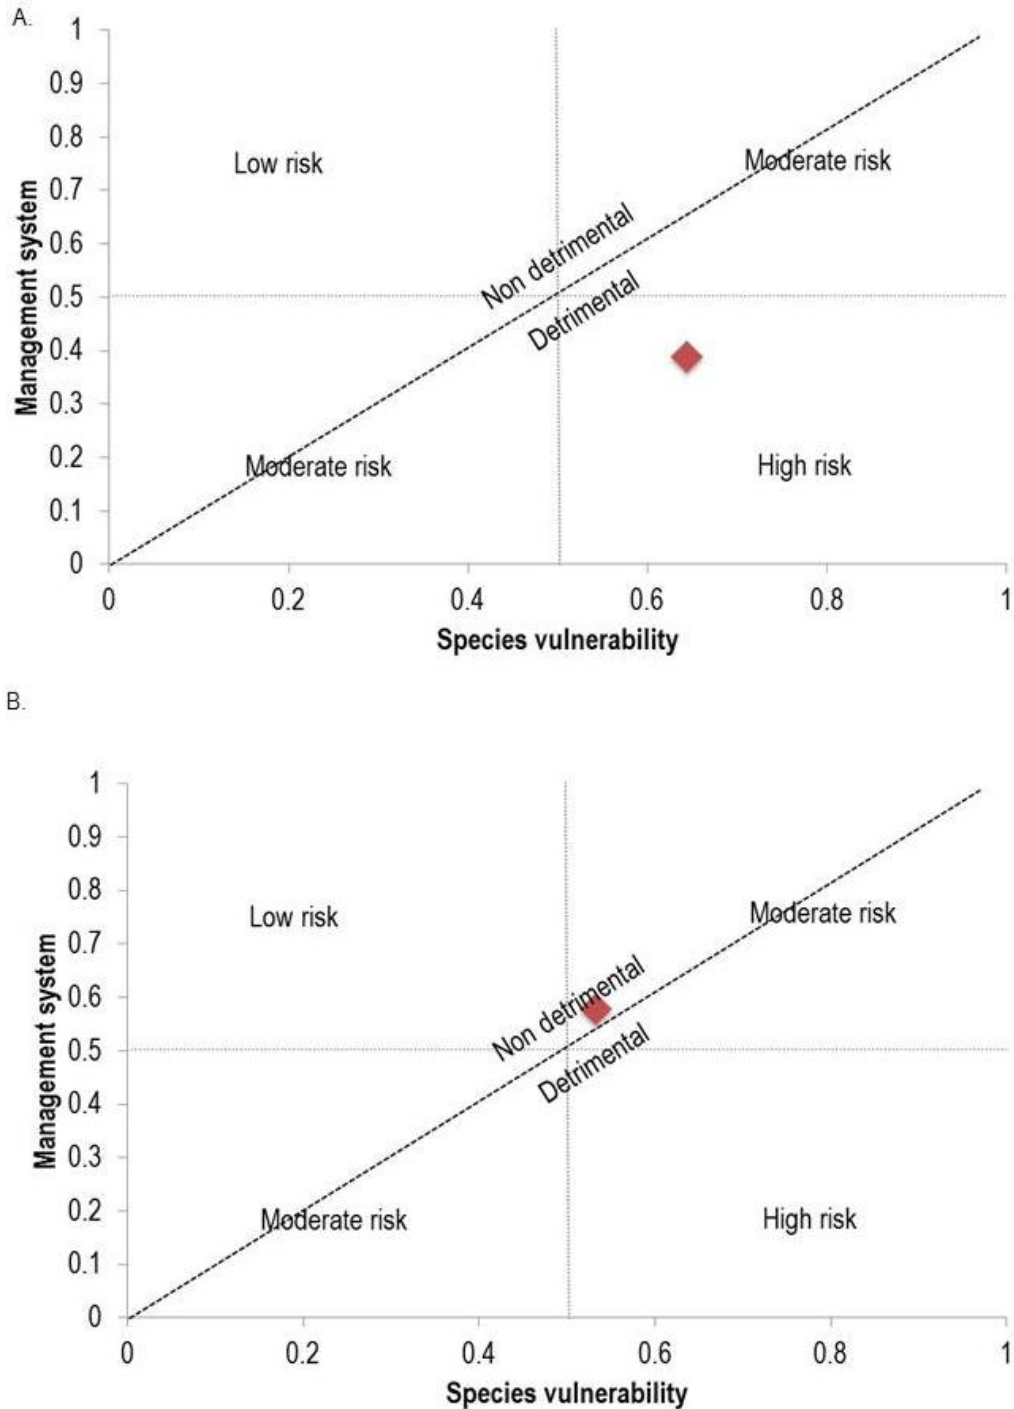 A.
1
0.9
0.8
Low risk
Moderate risk
0.7
Management system
0.6
Non detrimental
0.5
Detrimental
0.4
0.3
0.2
Moderate risk
High risk
0.1
0
0 0.2 0.4 0.6 0.8 1
Species vulnerability
B.
1
0.9
0.8
Low risk
Moderate risk
0.7
Management system
0.6
Non detrimental
0.5
Detrimental
0.4
0.3
0.2
Moderate risk
High risk
0.1
0
0 0.2 0.4 0.6 0.8 1
Species vulnerability